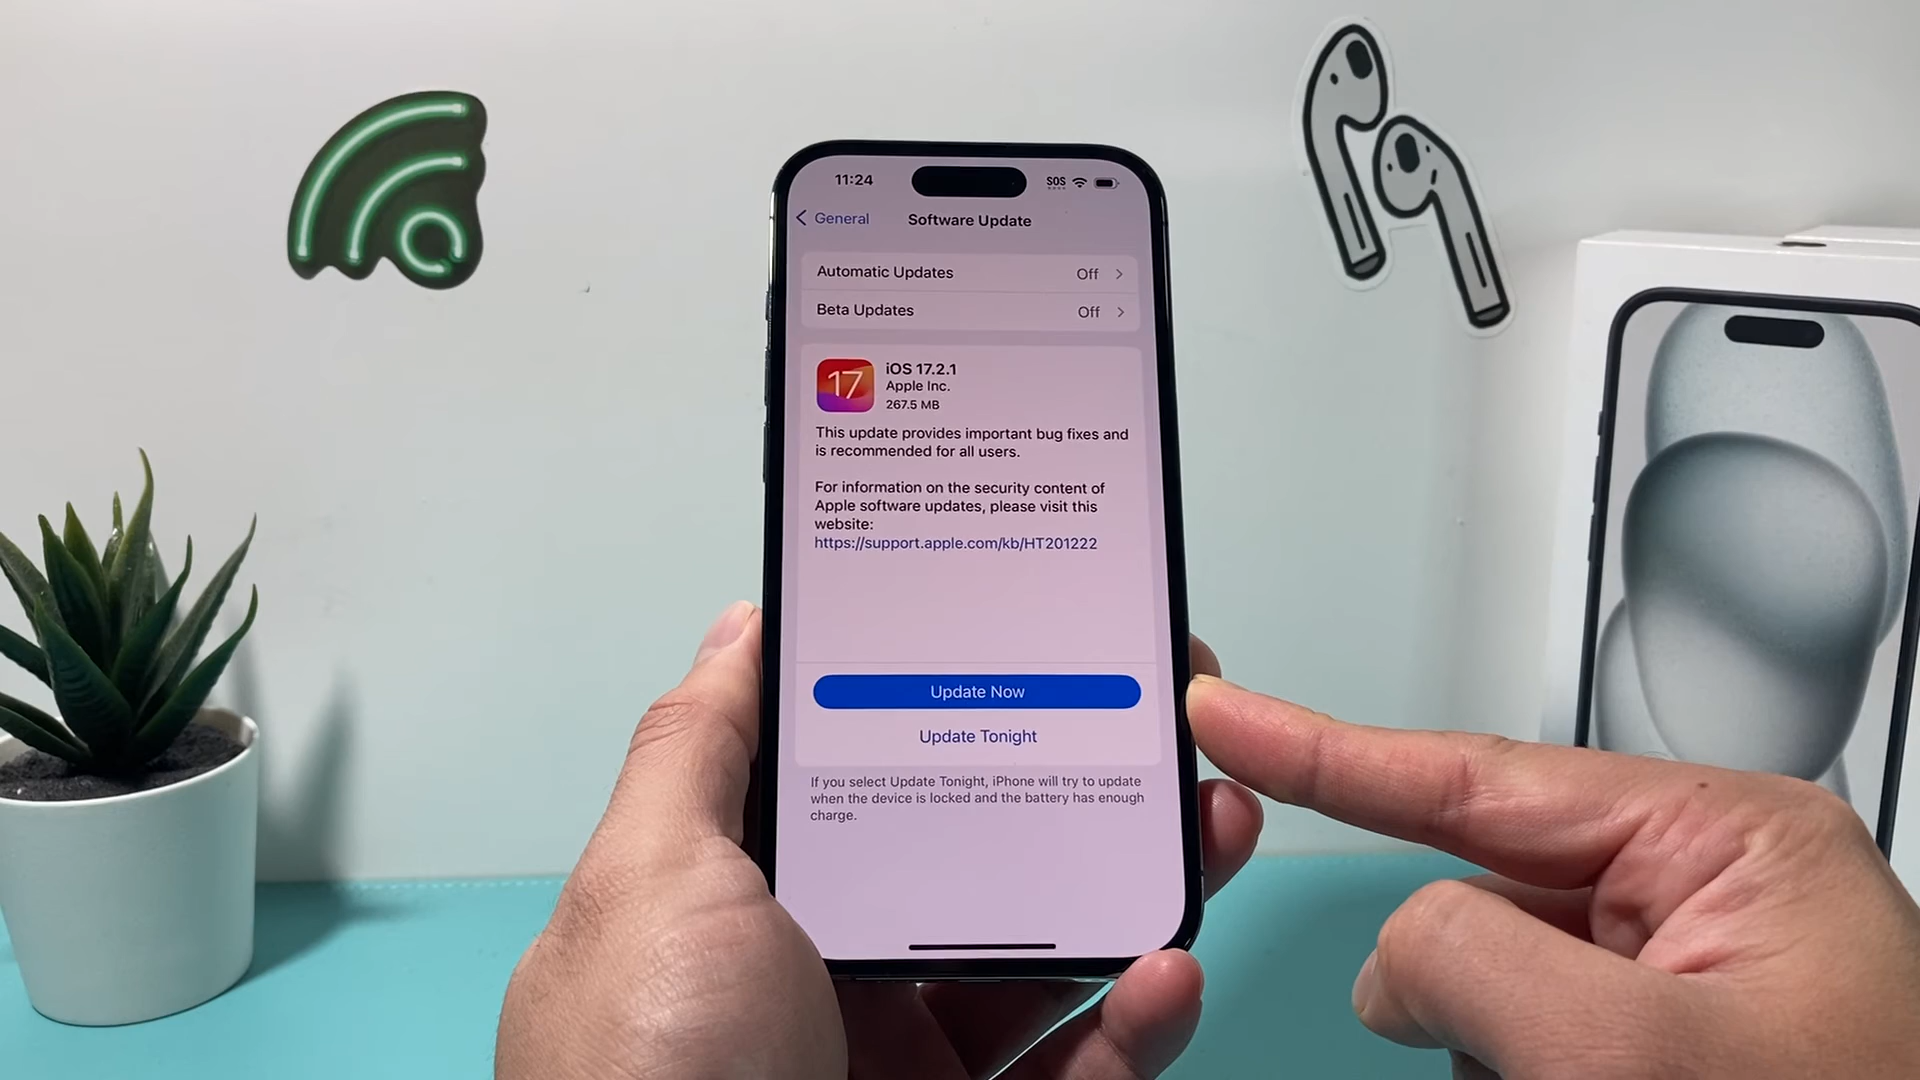 11:24
SOS
General
Software Update
Automatic Updates
Off
Beta Updates
Off
17
iOS 17.2.1
Apple Inc.
267.5 MB
This update provides important bug fixes and
is recommended for all users.
For information on the security content of
Apple software updates, please visit this
website:
https://support.apple.com/kb/HT201222
Update Now
Update Tonight
If you select Update Tonight, iPhone will try to update
when the device is locked and the battery has enough
charge.